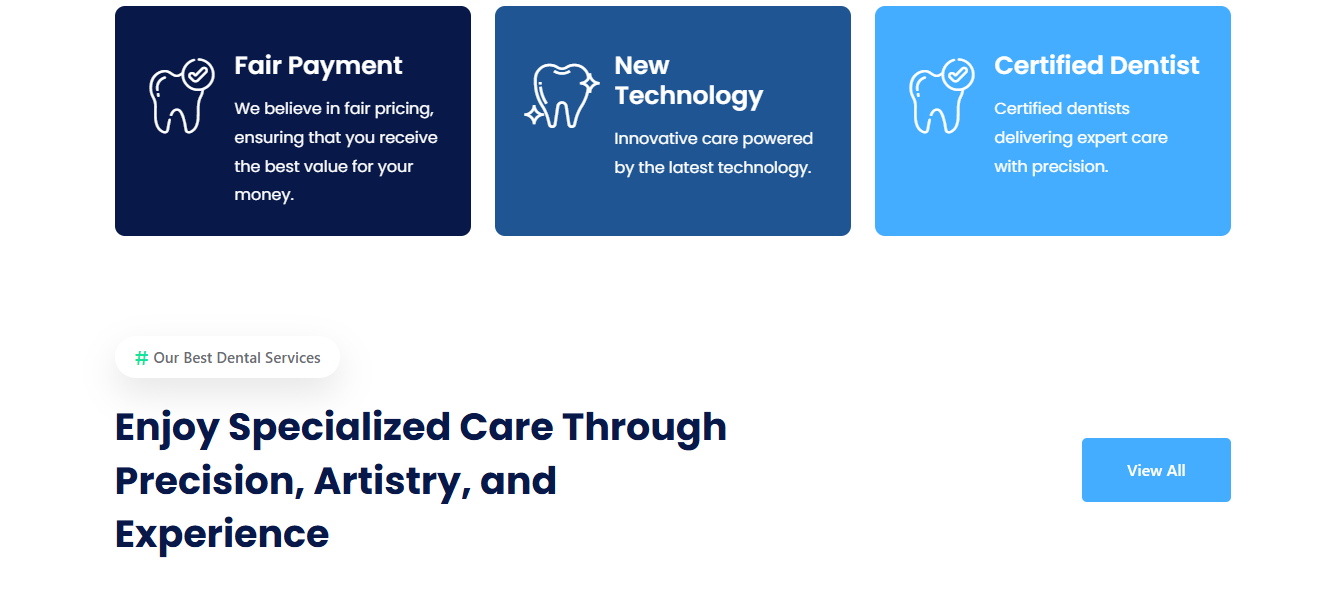 Fair Payment
We believe in fair pricing,
ensuring that you receive
the best value for your
money.
New
Technology
Innovative care powered
by the latest technology.
Certified Dentist
Certified dentists
delivering expert care
with precision.
# Our Best Dental Services
Enjoy Specialized Care Through
Precision, Artistry, and
Experience
View All